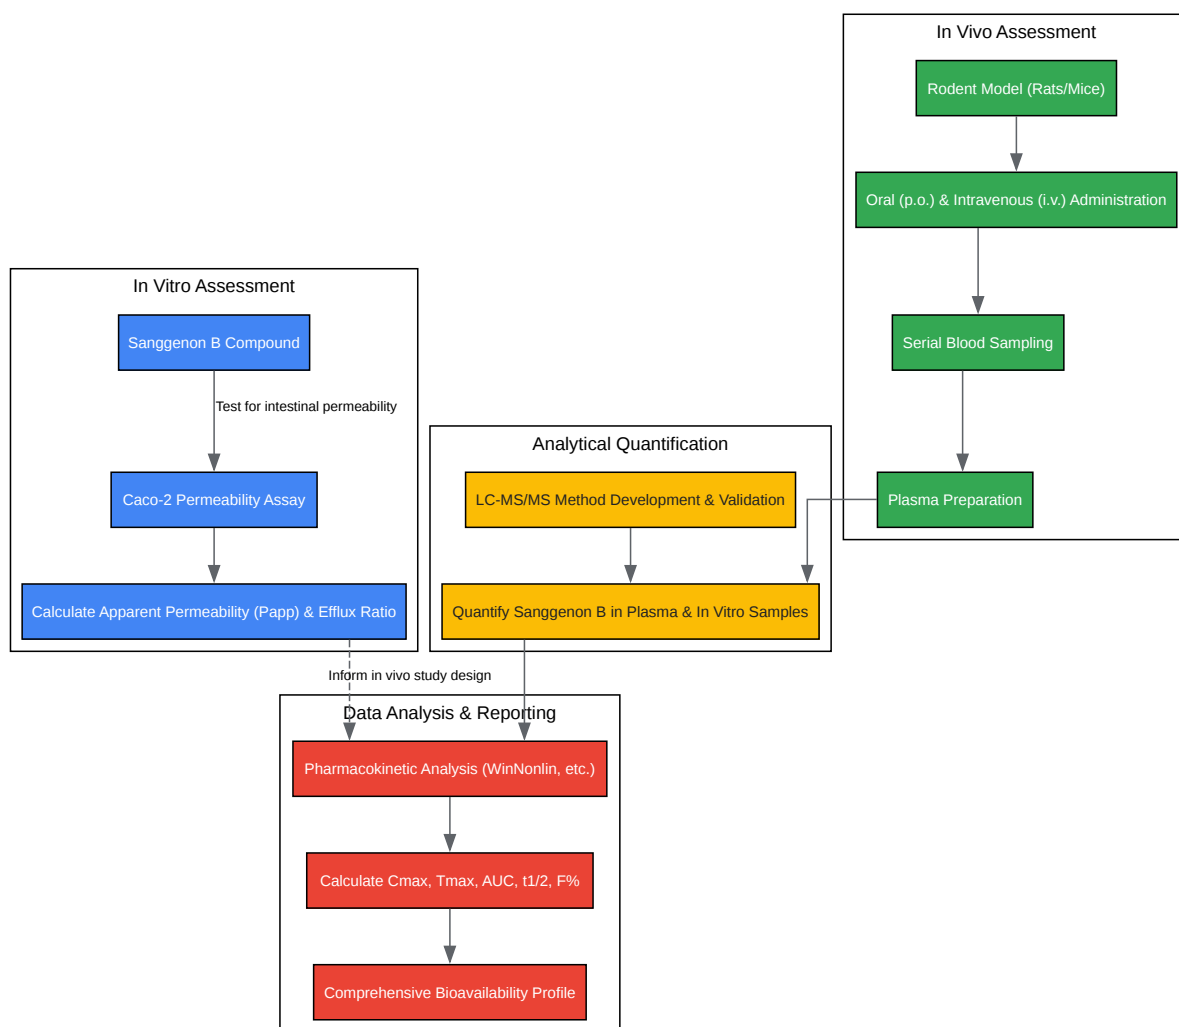 In Vivo Assessment
Rodent Model (Rats/Mice)
Oral (p.o.) & Intravenous (i.v.) Administration
Serial Blood Sampling
Plasma Preparation
In Vitro Assessment
Sanggenon B Compound
Test for intestinal permeability
Caco-2 Permeability Assay
Calculate Apparent Permeability (Papp) & Efflux Ratio
Analytical Quantification
LC-MS/MS Method Development & Validation
Quantify Sanggenon B in Plasma & In Vitro Samples
Inform in vivo study design
Data Analysis & Reporting
Pharmacokinetic Analysis (WinNonlin, etc.)
Calculate Cmax, Tmax, AUC, t1/2, F%
Comprehensive Bioavailability Profile